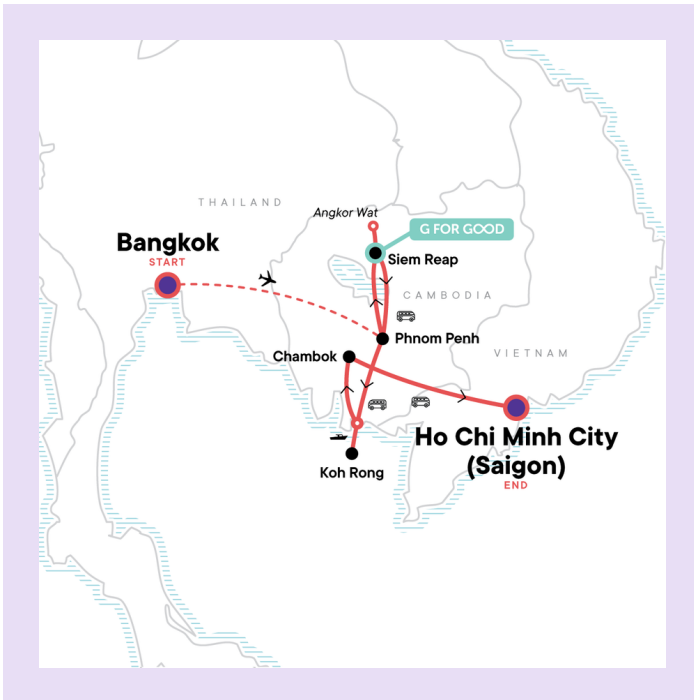 THAILAND
Angkor Wat
G FOR GOOD
Bangkok
START
Siem Reap
CAMBODIA
Phnom Penh
Chambok
VIETNAM
Ho Chi Minh City
(Saigon)
END
Koh Rong